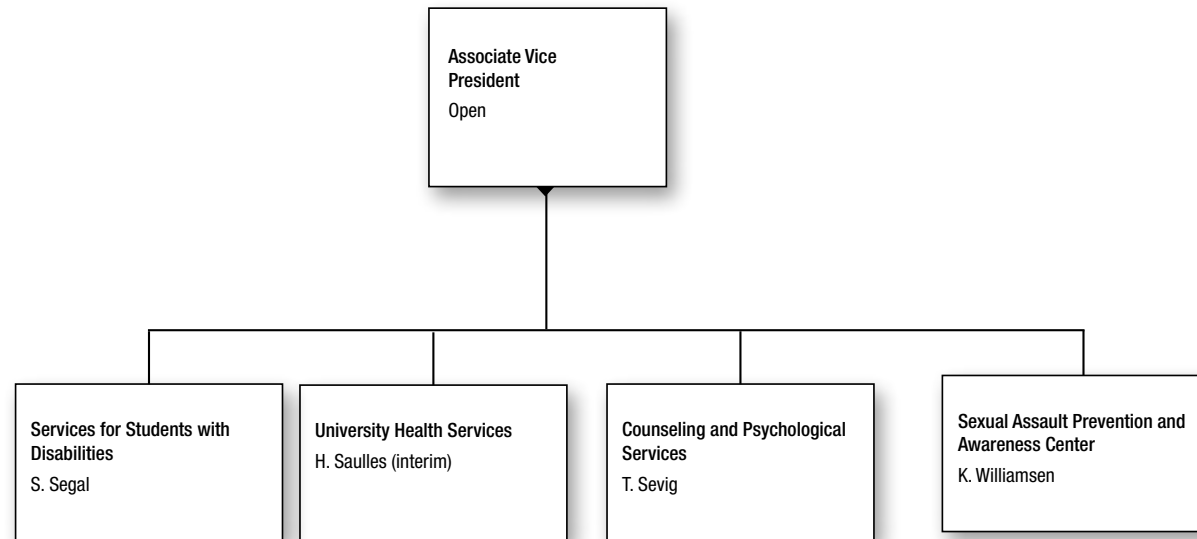 Associate Vice
President
Open
Services for Students with
Disabilities
S. Segal
University Health Services
H. Saulles (interim)
Counseling and Psychological
Services
T. Sevig
Sexual Assault Prevention and
Awareness Center
K. Williamsen